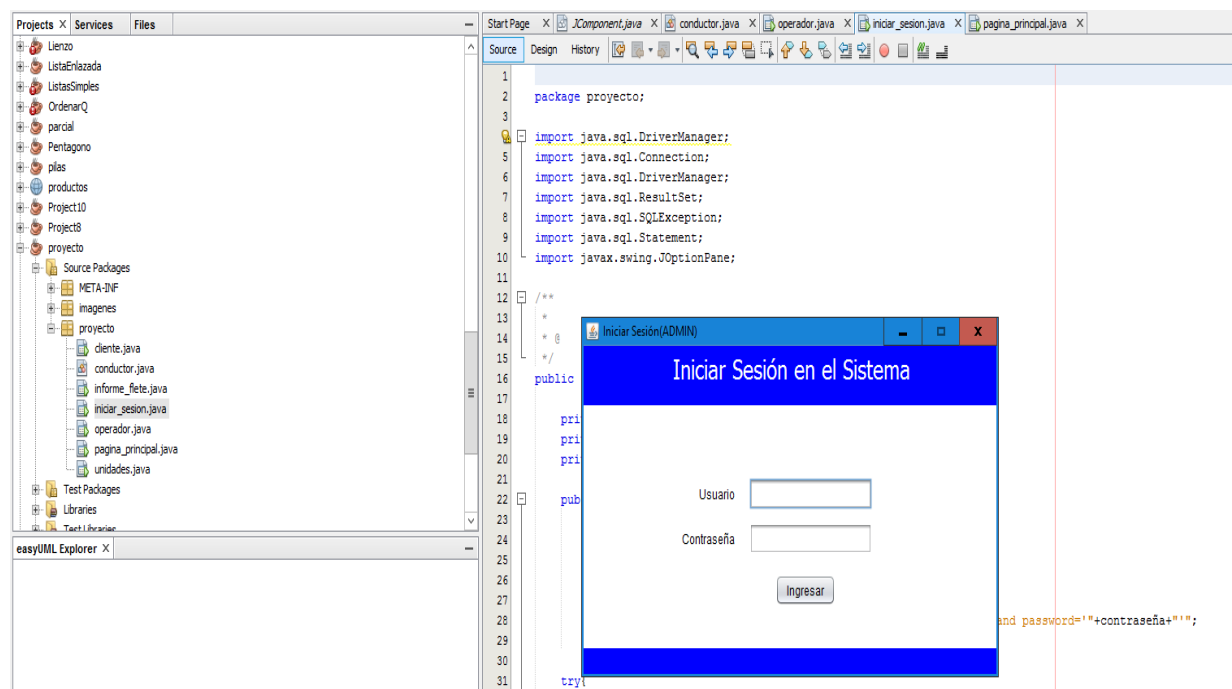 Projects X Services Files
Lienzo
ListaEnlazada
ListasSimples
OrdenarQ
parcial
Pentagono
pilas
productos
Project10
Project8
proyecto
Source Packages
META-INF
imagenes
proyecto
cliente.java
conductor.java
informe_flete.java
iniciar_sesion.java
operador.java
pagina_principal.java
unidades.java
Test Packages
Libraries
Test Libraries
easyUML Explorer X
Start Page X JComponent.java X conductor.java X operador.java X iniciar_sesion.java X pagina_principal.java X
Source Design History
1
2 package proyecto;
3
import java.sql.DriverManager;
5 import java.sql.Connection;
6 import java.sql.DriverManager;
7 import java.sql.ResultSet;
8 import java.sql.SQLException;
9 import java.sql.Statement;
10 import javax.swing.JOptionPane;
11
12 /**
13 *
14 * @
15 */
16 public
17
18 pri
19 pri
20 pri
21
22 pub
23
24
25
26
27
28 and password='"+contraseña+"'";
29
30
31 try{
Iniciar Sesión(ADMIN)
Iniciar Sesión en el Sistema
Usuario
Contraseña
Ingresar